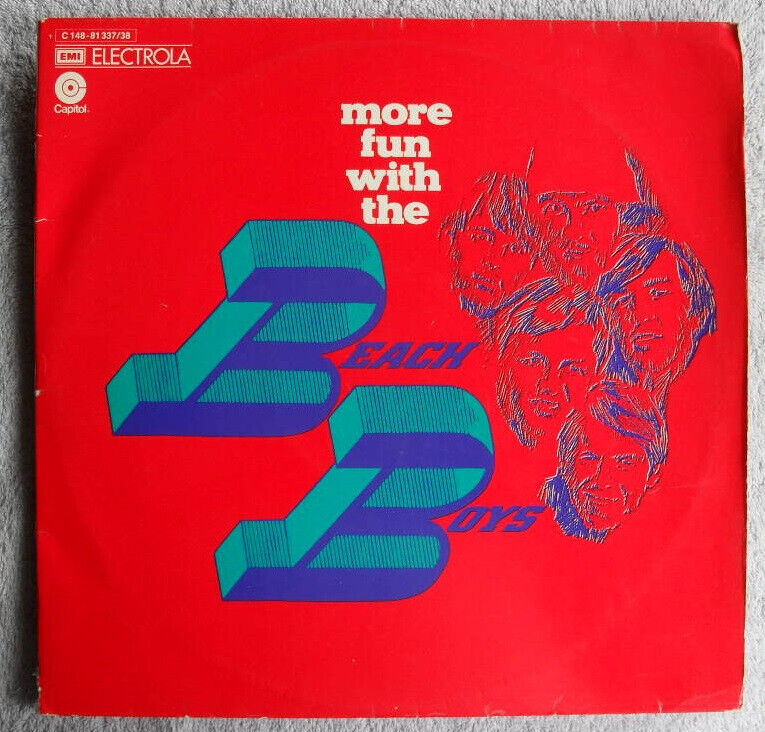 C 148-81 337/38
EMI ELECTROLA
Capitol.
more
fun
with
the
BEACH
BOYS